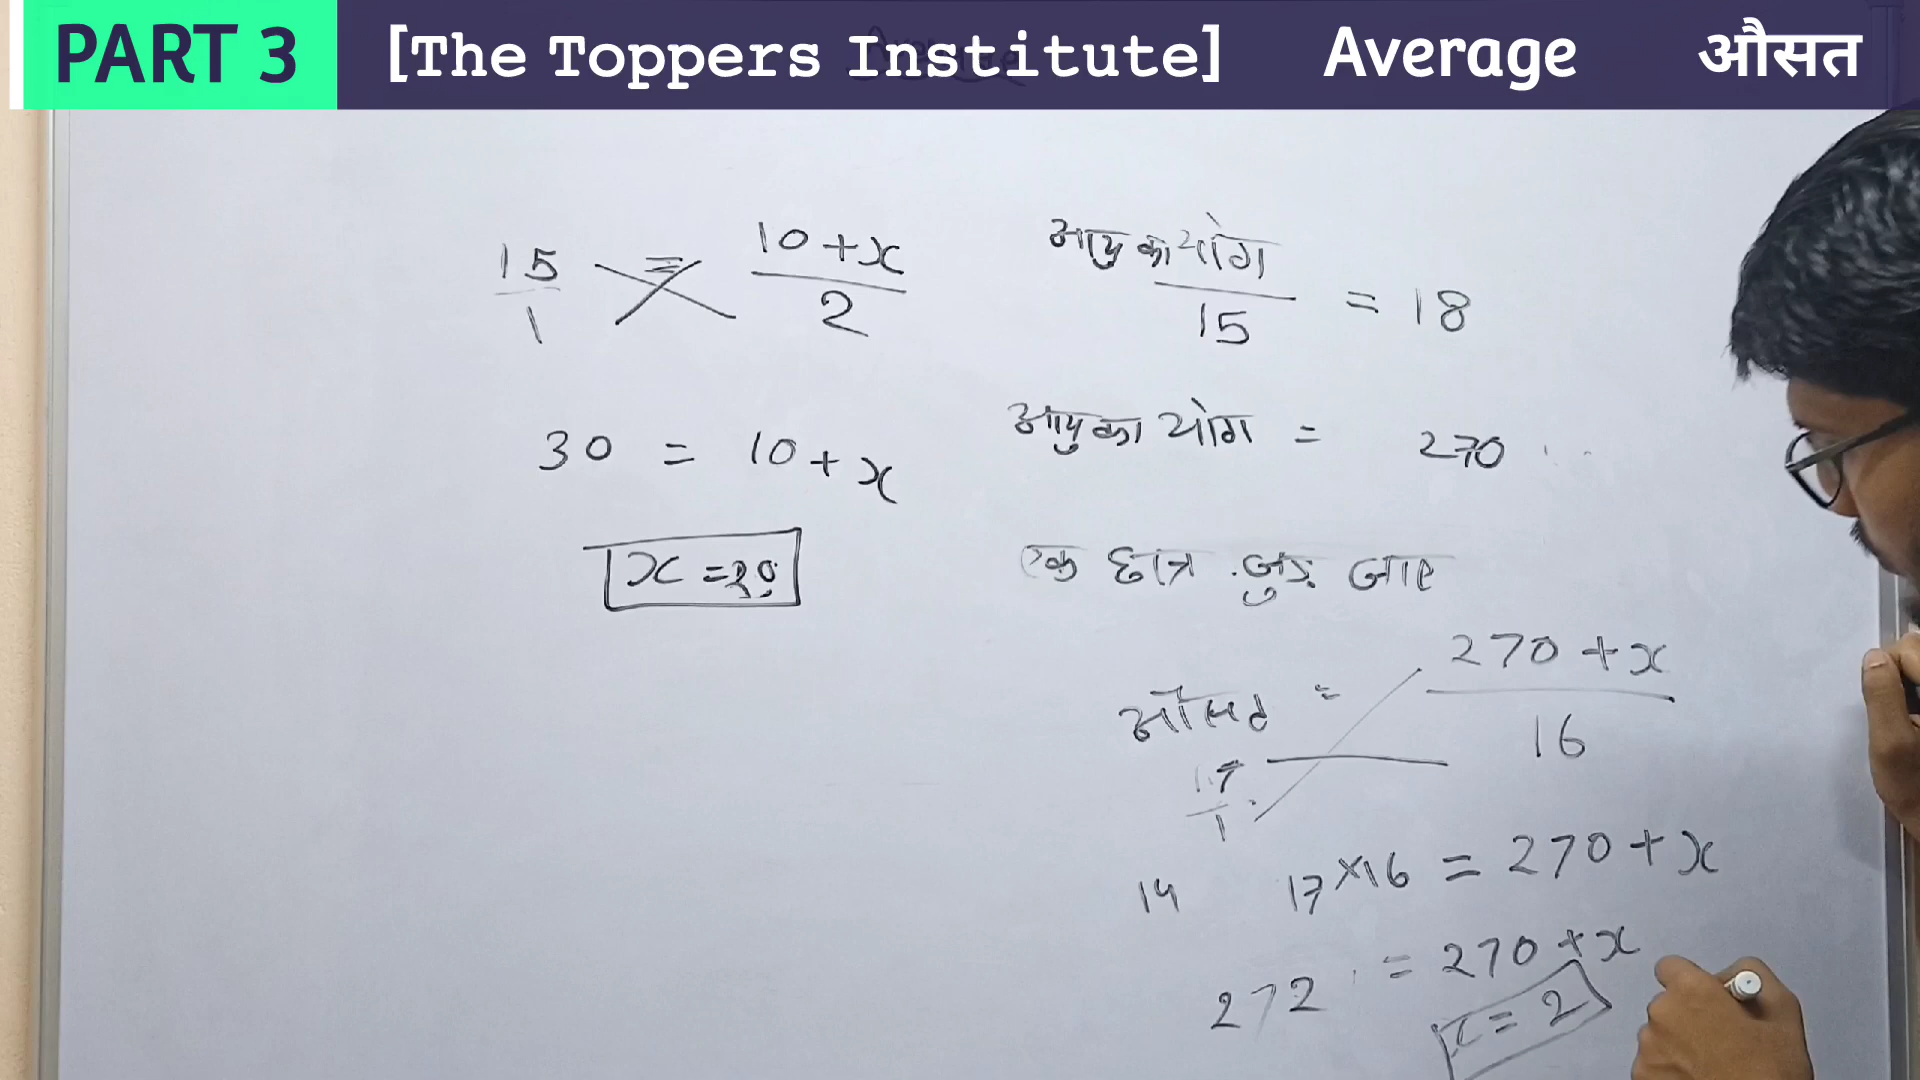 PART 3 [The Toppers Institute] Average औसत
15/1 = (10+x)/2
30 = 10+x
x = 20
आयु का योग/15 = 18
आयु का योग = 270
एक छात्र जुड़ जाए
औसत = (270+x)/16
17/1
14 17×16 = 270+x
272 = 270+x
x = 2